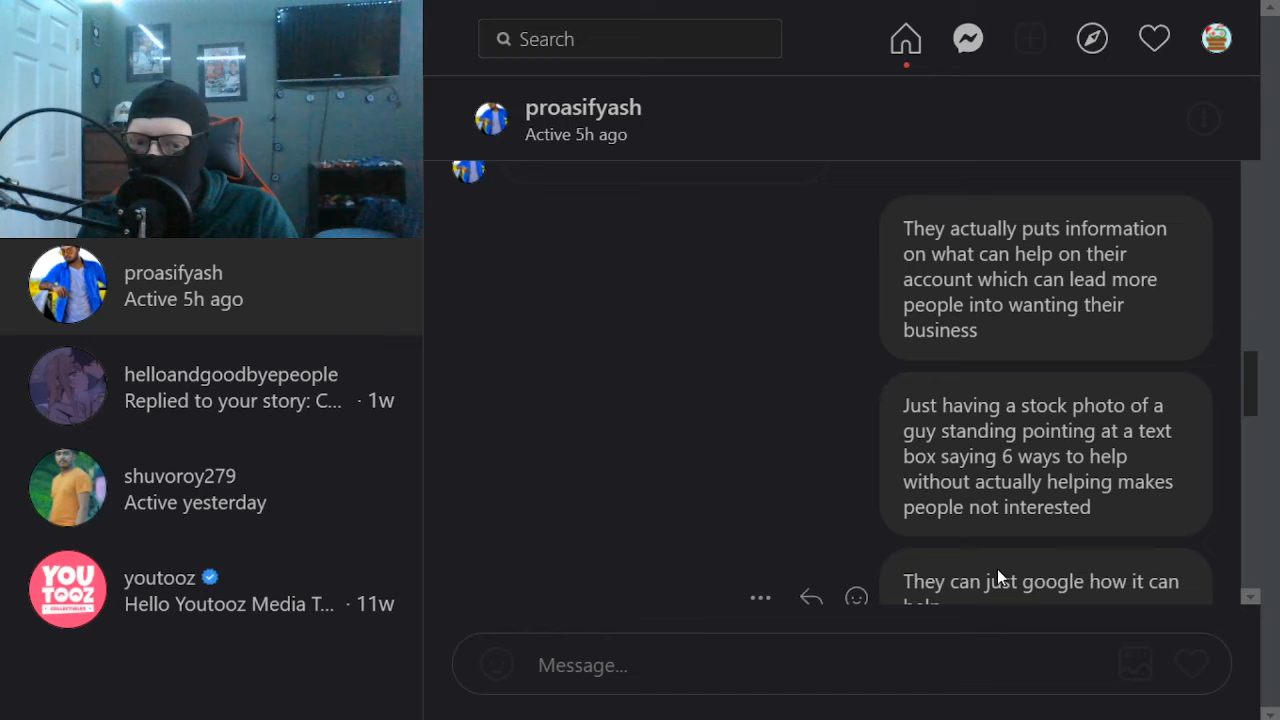 Search
proasifyash
Active 5h ago
proasifyash
Active 5h ago
helloandgoodbyepeople
Replied to your story: C... · 1w
shuvoroy279
Active yesterday
YOU
TOOZ
youtooz
Hello Youtooz Media T... · 11w
They actually puts information
on what can help on their
account which can lead more
people into wanting their
business
Just having a stock photo of a
guy standing pointing at a text
box saying 6 ways to help
without actually helping makes
people not interested
They can just google how it can
help
Message...